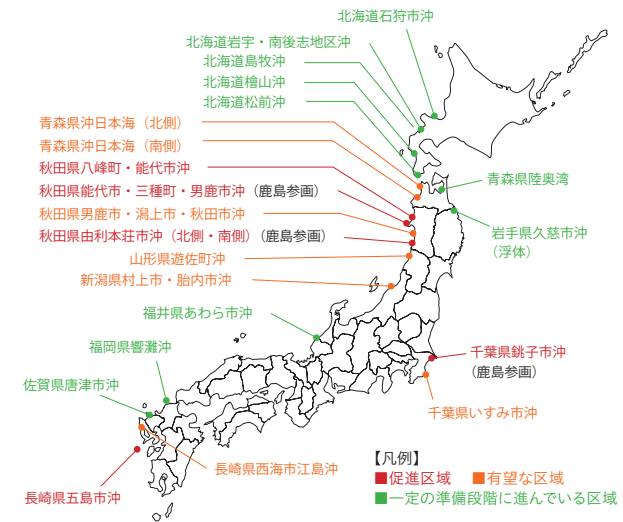 北海道石狩市沖
北海道岩宇・南後志地区沖
北海道島牧沖
北海道檜山沖
北海道松前沖
青森県沖日本海（北側）
青森県沖日本海（南側）
秋田県八峰町・能代市沖
秋田県能代市・三種町・男鹿市沖（鹿島参画）
秋田県男鹿市・潟上市・秋田市沖
秋田県由利本荘市沖（北側・南側）（鹿島参画）
山形県遊佐町沖
新潟県村上市・胎内市沖
福井県あわら市沖
福岡県響灘沖
佐賀県唐津市沖
青森県陸奥湾
岩手県久慈市沖
（浮体）
千葉県銚子市沖
（鹿島参画）
千葉県いすみ市沖
長崎県西海市江島沖
長崎県五島市沖
【凡例】
■促進区域 ■有望な区域
■一定の準備段階に進んでいる区域